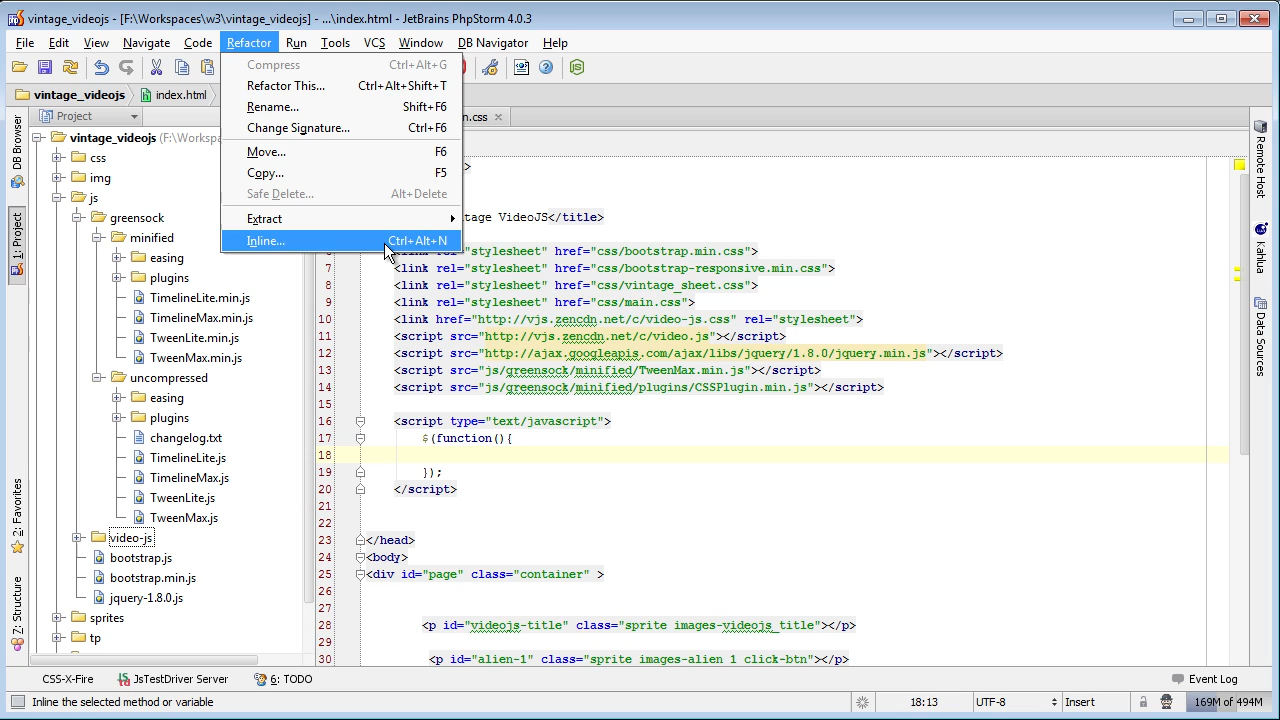 vintage_videojs - [F:\Workspaces\w3\vintage_videojs] - ...\index.html - JetBrains PhpStorm 4.0.3
File Edit View Navigate Code Refactor Run Tools VCS Window DB Navigator Help
vintage_videojs index.html
Compress Ctrl+Alt+G
Refactor This... Ctrl+Alt+Shift+T
Rename... Shift+F6
Change Signature... Ctrl+F6
Move... F6
Copy... F5
Safe Delete... Alt+Delete
Extract
Inline... Ctrl+Alt+N
Project
n.css
DB Browser
1: Project
2: Favorites
7: Structure
vintage_videojs (F:\Workspa
css
img
js
greensock
minified
easing
plugins
TimelineLite.min.js
TimelineMax.min.js
TweenLite.min.js
TweenMax.min.js
uncompressed
easing
plugins
changelog.txt
TimelineLite.js
TimelineMax.js
TweenLite.js
TweenMax.js
video-js
bootstrap.js
bootstrap.min.js
jquery-1.8.0.js
sprites
tp
>
tage VideoJS</title>
<link rel="stylesheet" href="css/bootstrap.min.css">
7 <link rel="stylesheet" href="css/bootstrap-responsive.min.css">
8 <link rel="stylesheet" href="css/vintage_sheet.css">
9 <link rel="stylesheet" href="css/main.css">
10 <link href="http://vjs.zencdn.net/c/video-js.css" rel="stylesheet">
11 <script src="http://vjs.zencdn.net/c/video.js"></script>
12 <script src="http://ajax.googleapis.com/ajax/libs/jquery/1.8.0/jquery.min.js"></script>
13 <script src="js/greensock/minified/TweenMax.min.js"></script>
14 <script src="js/greensock/minified/plugins/CSSPlugin.min.js"></script>
15
16 <script type="text/javascript">
17 $(function(){
18
19 });
20 </script>
21
22
23 </head>
24 <body>
25 <div id="page" class="container" >
26
27
28 <p id="videojs-title" class="sprite images-videojs_title"></p>
29
30 <p id="alien-1" class="sprite images-alien_1 click-btn"></p>
Remote Host
Kahlua
Data Sources
CSS-X-Fire JsTestDriver Server 6: TODO Event Log
Inline the selected method or variable 18:13 UTF-8 Insert 169M of 494M